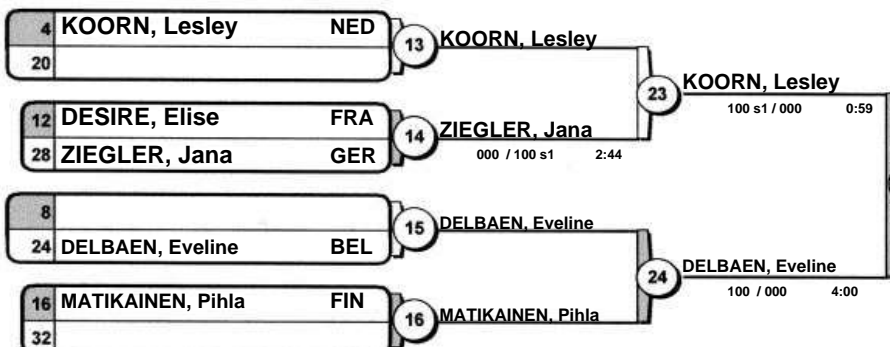 4 KOORN, Lesley NED
20
13 KOORN, Lesley
12 DESIRE, Elise FRA
28 ZIEGLER, Jana GER
14 ZIEGLER, Jana
000 / 100 s1 2:44
23 KOORN, Lesley
100 s1 / 000 0:59
8
24 DELBAEN, Eveline BEL
15 DELBAEN, Eveline
16 MATIKAINEN, Pihla FIN
32
16 MATIKAINEN, Pihla
24 DELBAEN, Eveline
100 / 000 4:00